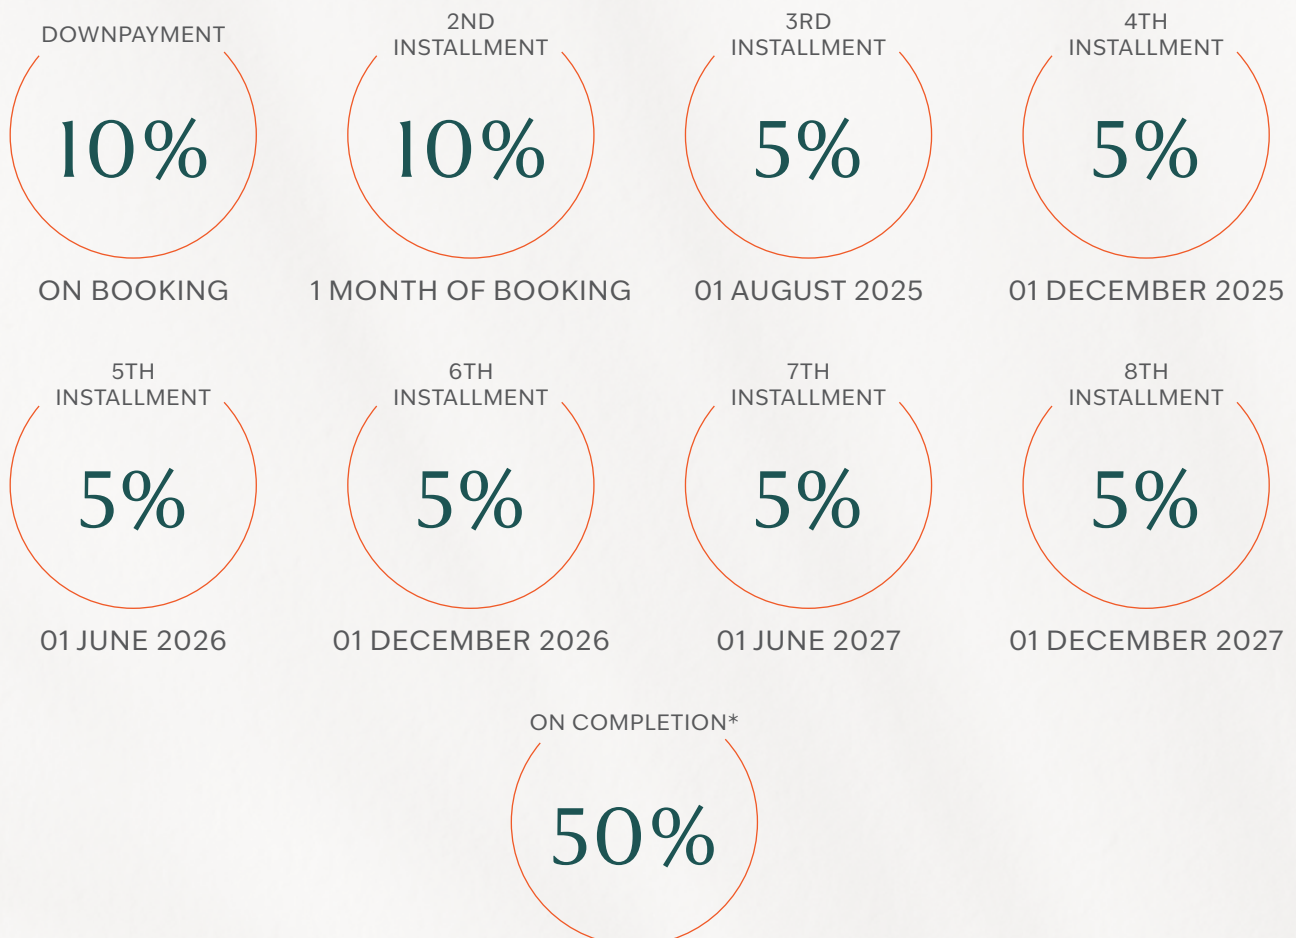 DOWNPAYMENT
10%
ON BOOKING
2ND
INSTALLMENT
10%
1 MONTH OF BOOKING
3RD
INSTALLMENT
5%
01 AUGUST 2025
4TH
INSTALLMENT
5%
01 DECEMBER 2025
5TH
INSTALLMENT
5%
01 JUNE 2026
6TH
INSTALLMENT
5%
01 DECEMBER 2026
7TH
INSTALLMENT
5%
01 JUNE 2027
8TH
INSTALLMENT
5%
01 DECEMBER 2027
ON COMPLETION*
50%